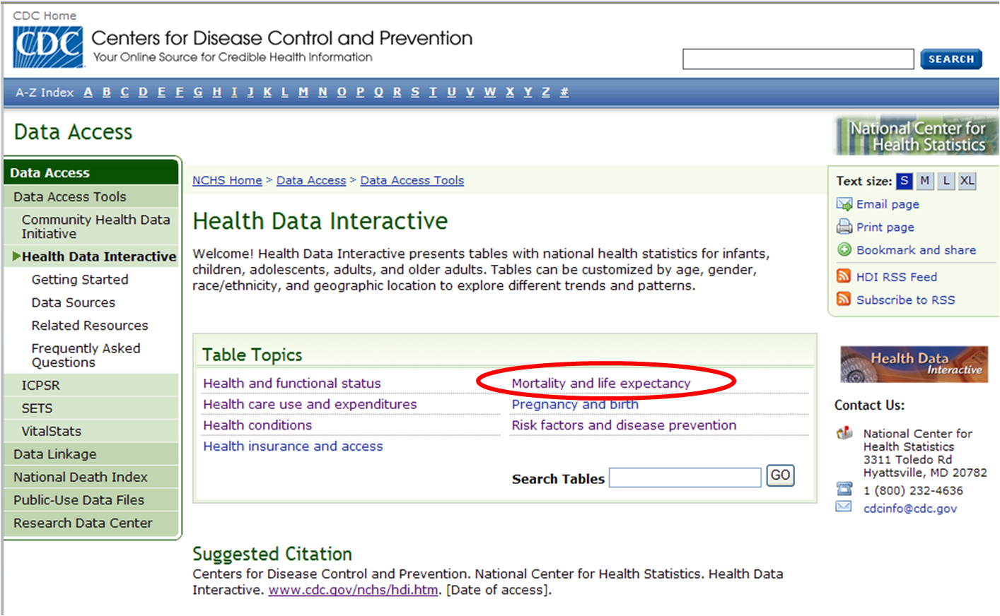 CDC Home
CDC
Centers for Disease Control and Prevention
Your Online Source for Credible Health Information
SEARCH
A-Z Index A B C D E F G H I J K L M N O P Q R S T U V W X Y Z #
Data Access
National Center for
Health Statistics
Data Access
Data Access Tools
Community Health Data
Initiative
Health Data Interactive
Getting Started
Data Sources
Related Resources
Frequently Asked
Questions
ICPSR
SETS
VitalStats
Data Linkage
National Death Index
Public-Use Data Files
Research Data Center
NCHS Home > Data Access > Data Access Tools
Health Data Interactive
Welcome! Health Data Interactive presents tables with national health statistics for infants,
children, adolescents, adults, and older adults. Tables can be customized by age, gender,
race/ethnicity, and geographic location to explore different trends and patterns.
Table Topics
Health and functional status
Health care use and expenditures
Health conditions
Health insurance and access
Mortality and life expectancy
Pregnancy and birth
Risk factors and disease prevention
Search Tables GO
Suggested Citation
Centers for Disease Control and Prevention. National Center for Health Statistics. Health Data
Interactive. www.cdc.gov/nchs/hdi.htm. [Date of access].
Text size: S M L XL
Email page
Print page
Bookmark and share
HDI RSS Feed
Subscribe to RSS
Health Data
Interactive
Contact Us:
National Center for
Health Statistics
3311 Toledo Rd
Hyattsville, MD 20782
1 (800) 232-4636
cdcinfo@cdc.gov